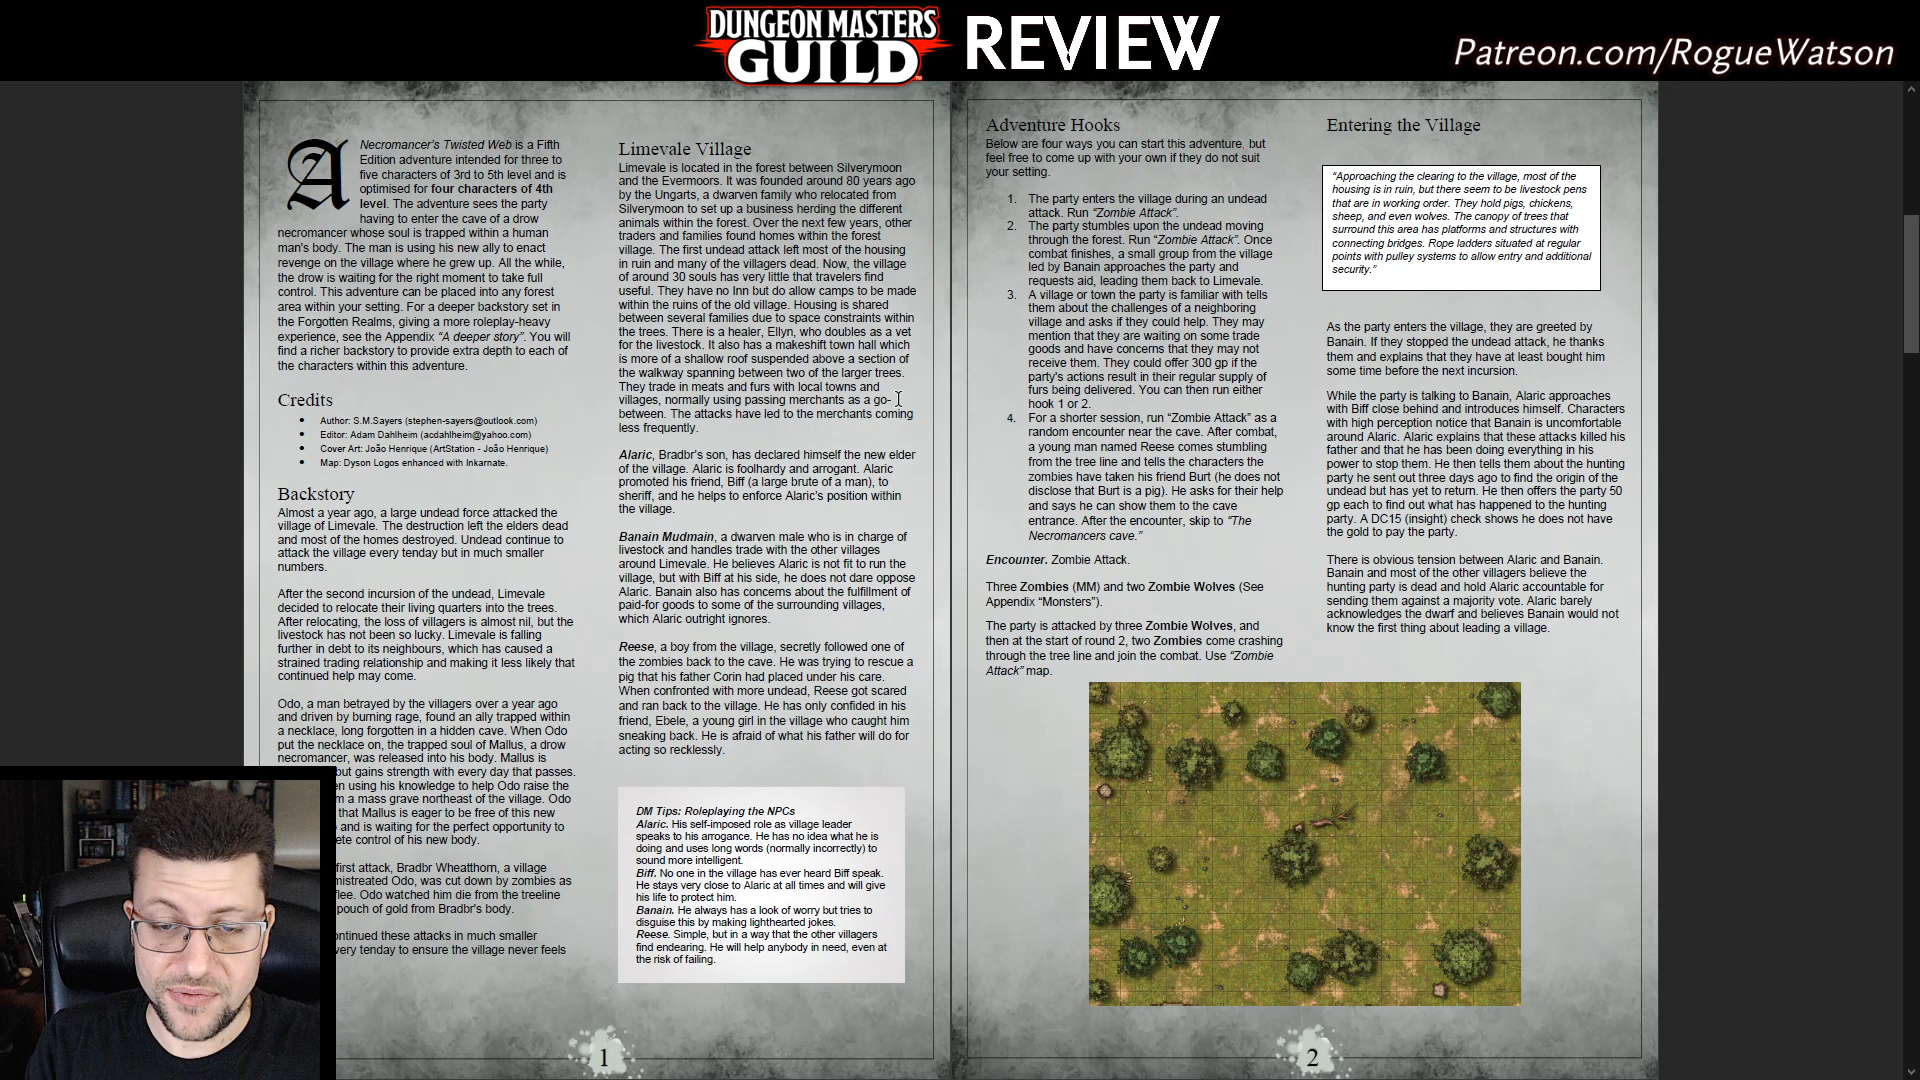 DUNGEON MASTERS
GUILD
REVIEW
Patreon.com/RogueWatson
A
Necromancer's Twisted Web is a Fifth
Edition adventure intended for three to
five characters of 3rd to 5th level and is
optimised for four characters of 4th
level. The adventure sees the party
having to enter the cave of a drow
necromancer whose soul is trapped within a human
man's body. The man is using his new ally to enact
revenge on the village where he grew up. All the while,
the drow is waiting for the right moment to take full
control. This adventure can be placed into any forest
area within your setting. For a deeper backstory set in
the Forgotten Realms, giving a more roleplay-heavy
experience, see the Appendix "A deeper story". You will
find a richer backstory to provide extra depth to each of
the characters within this adventure.
Credits
• Author: S.M.Sayers (stephen-sayers@outlook.com)
• Editor: Adam Dahlheim (acdahlheim@yahoo.com)
• Cover Art: João Henrique (ArtStation - João Henrique)
• Map: Dyson Logos enhanced with Inkarnate.
Backstory
Almost a year ago, a large undead force attacked the
village of Limevale. The destruction left the elders dead
and most of the homes destroyed. Undead continue to
attack the village every tenday but in much smaller
numbers.
After the second incursion of the undead, Limevale
decided to relocate their living quarters into the trees.
After relocating, the loss of villagers is almost nil, but the
livestock has not been so lucky. Limevale is falling
further in debt to its neighbours, which has caused a
strained trading relationship and making it less likely that
continued help may come.
Odo, a man betrayed by the villagers over a year ago
and driven by burning rage, found an ally trapped within
a necklace, long forgotten in a hidden cave. When Odo
put the necklace on, the trapped soul of Mallus, a drow
necromancer, was released into his body. Mallus is
but gains strength with every day that passes.
n using his knowledge to help Odo raise the
m a mass grave northeast of the village. Odo
that Mallus is eager to be free of this new
and is waiting for the perfect opportunity to
ete control of his new body.
first attack, Bradbr Wheatthorn, a village
mistreated Odo, was cut down by zombies as
flee. Odo watched him die from the treeline
pouch of gold from Bradbr's body.
ontinued these attacks in much smaller
very tenday to ensure the village never feels
Limevale Village
Limevale is located in the forest between Silverymoon
and the Evermoors. It was founded around 80 years ago
by the Ungarts, a dwarven family who relocated from
Silverymoon to set up a business herding the different
animals within the forest. Over the next few years, other
traders and families found homes within the forest
village. The first undead attack left most of the housing
in ruin and many of the villagers dead. Now, the village
of around 30 souls has very little that travelers find
useful. They have no Inn but do allow camps to be made
within the ruins of the old village. Housing is shared
between several families due to space constraints within
the trees. There is a healer, Ellyn, who doubles as a vet
for the livestock. It also has a makeshift town hall which
is more of a shallow roof suspended above a section of
the walkway spanning between two of the larger trees.
They trade in meats and furs with local towns and
villages, normally using passing merchants as a go-
between. The attacks have led to the merchants coming
less frequently.
Alaric, Bradbr's son, has declared himself the new elder
of the village. Alaric is foolhardy and arrogant. Alaric
promoted his friend, Biff (a large brute of a man), to
sheriff, and he helps to enforce Alaric's position within
the village.
Banain Mudmain, a dwarven male who is in charge of
livestock and handles trade with the other villages
around Limevale. He believes Alaric is not fit to run the
village, but with Biff at his side, he does not dare oppose
Alaric. Banain also has concerns about the fulfillment of
paid-for goods to some of the surrounding villages,
which Alaric outright ignores.
Reese, a boy from the village, secretly followed one of
the zombies back to the cave. He was trying to rescue a
pig that his father Corin had placed under his care.
When confronted with more undead, Reese got scared
and ran back to the village. He has only confided in his
friend, Ebele, a young girl in the village who caught him
sneaking back. He is afraid of what his father will do for
acting so recklessly.
DM Tips: Roleplaying the NPCs
Alaric. His self-imposed role as village leader
speaks to his arrogance. He has no idea what he is
doing and uses long words (normally incorrectly) to
sound more intelligent.
Biff. No one in the village has ever heard Biff speak.
He stays very close to Alaric at all times and will give
his life to protect him.
Banain. He always has a look of worry but tries to
disguise this by making lighthearted jokes.
Reese. Simple, but in a way that the other villagers
find endearing. He will help anybody in need, even at
the risk of failing.
1
Adventure Hooks
Below are four ways you can start this adventure, but
feel free to come up with your own if they do not suit
your setting.
1. The party enters the village during an undead
attack. Run "Zombie Attack".
2. The party stumbles upon the undead moving
through the forest. Run "Zombie Attack". Once
combat finishes, a small group from the village
led by Banain approaches the party and
requests aid, leading them back to Limevale.
3. A village or town the party is familiar with tells
them about the challenges of a neighboring
village and asks if they could help. They may
mention that they are waiting on some trade
goods and have concerns that they may not
receive them. They could offer 300 gp if the
party's actions result in their regular supply of
furs being delivered. You can then run either
hook 1 or 2.
4. For a shorter session, run "Zombie Attack" as a
random encounter near the cave. After combat,
a young man named Reese comes stumbling
from the tree line and tells the characters the
zombies have taken his friend Burt (he does not
disclose that Burt is a pig). He asks for their help
and says he can show them to the cave
entrance. After the encounter, skip to "The
Necromancers cave."
Encounter. Zombie Attack.
Three Zombies (MM) and two Zombie Wolves (See
Appendix "Monsters").
The party is attacked by three Zombie Wolves, and
then at the start of round 2, two Zombies come crashing
through the tree line and join the combat. Use "Zombie
Attack" map.
Entering the Village
"Approaching the clearing to the village, most of the
housing is in ruin, but there seem to be livestock pens
that are in working order. They hold pigs, chickens,
sheep, and even wolves. The canopy of trees that
surround this area has platforms and structures with
connecting bridges. Rope ladders situated at regular
points with pulley systems to allow entry and additional
security."
As the party enters the village, they are greeted by
Banain. If they stopped the undead attack, he thanks
them and explains that they have at least bought him
some time before the next incursion.
While the party is talking to Banain, Alaric approaches
with Biff close behind and introduces himself. Characters
with high perception notice that Banain is uncomfortable
around Alaric. Alaric explains that these attacks killed his
father and that he has been doing everything in his
power to stop them. He then tells them about the hunting
party he sent out three days ago to find the origin of the
undead but has yet to return. He then offers the party 50
gp each to find out what has happened to the hunting
party. A DC15 (insight) check shows he does not have
the gold to pay the party.
There is obvious tension between Alaric and Banain.
Banain and most of the other villagers believe the
hunting party is dead and hold Alaric accountable for
sending them against a majority vote. Alaric barely
acknowledges the dwarf and believes Banain would not
know the first thing about leading a village.
2